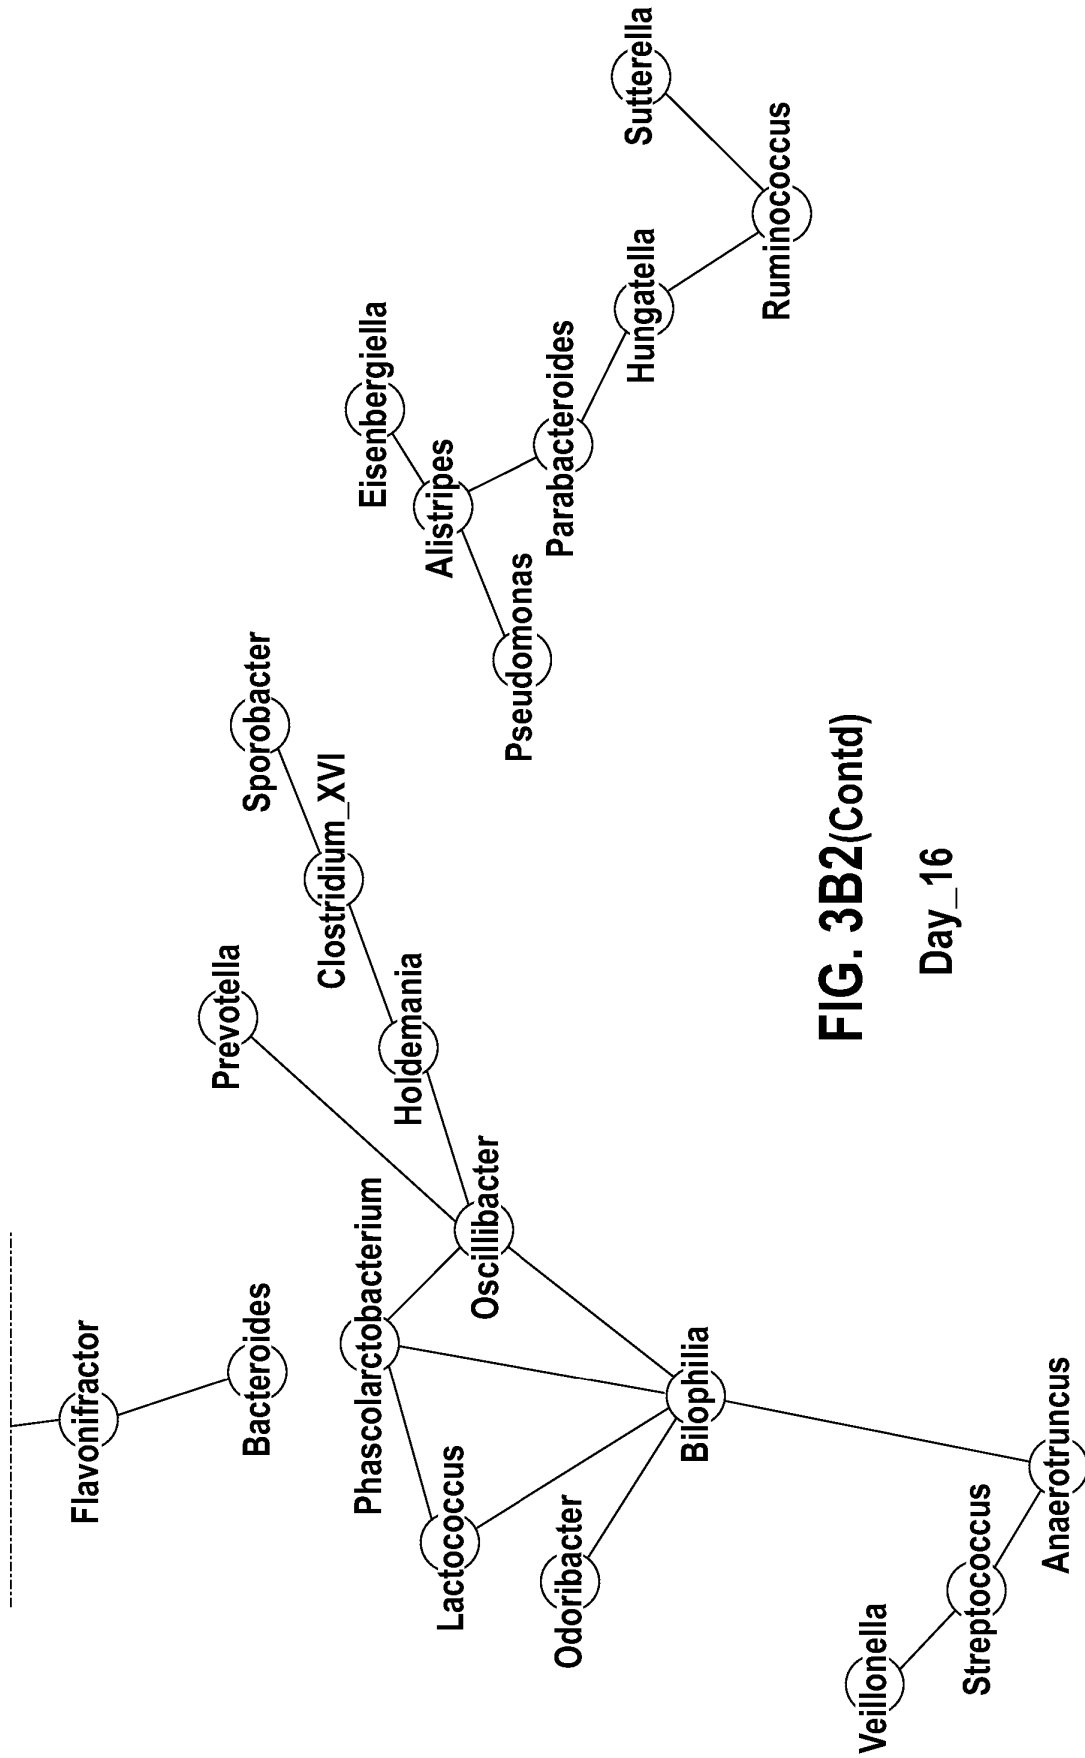 Flavonifractor
Bacteroides
Prevotella
Sporobacter
Clostridium_XVI
Holdemania
Phascolarctobacterium
Oscillibacter
Lactococcus
Odoribacter
Bilophilia
Veillonella
Streptococcus
Anaerotruncus
Eisenbergiella
Alistripes
Pseudomonas
Parabacteroides
Hungatella
Sutterella
Ruminococcus
FIG. 3B2(Contd)
Day_16